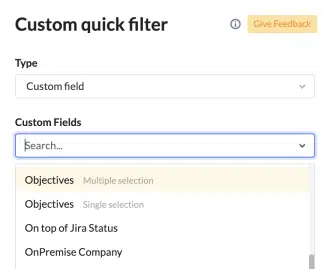 Custom quick filter
Give Feedback
Type
Custom field
Custom Fields
Search...
Objectives Multiple selection
Objectives Single selection
On top of Jira Status
OnPremise Company